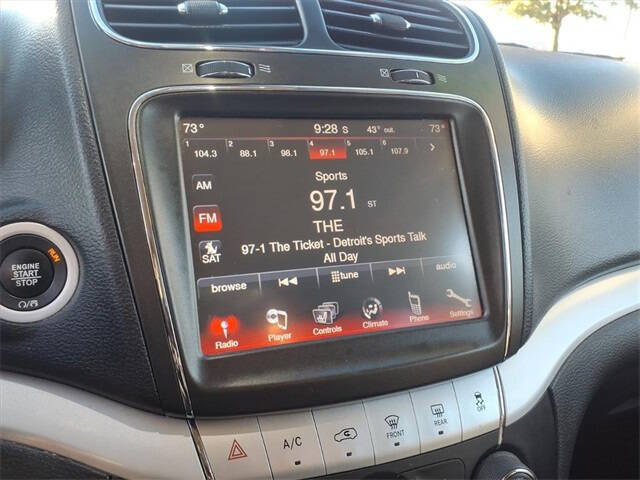 73° 9:28 S 43° out. 73°
1 2 3 4 5 6
104.3 88.1 98.1 97.1 105.1 107.9 >
Sports
AM
97.1 ST
FM
THE
97-1 The Ticket - Detroit's Sports Talk
SAT
All Day
browse tune audio
Radio Player Controls Climate Phone Settings
RUN
ENGINE
START
STOP
A/C FRONT REAR OFF